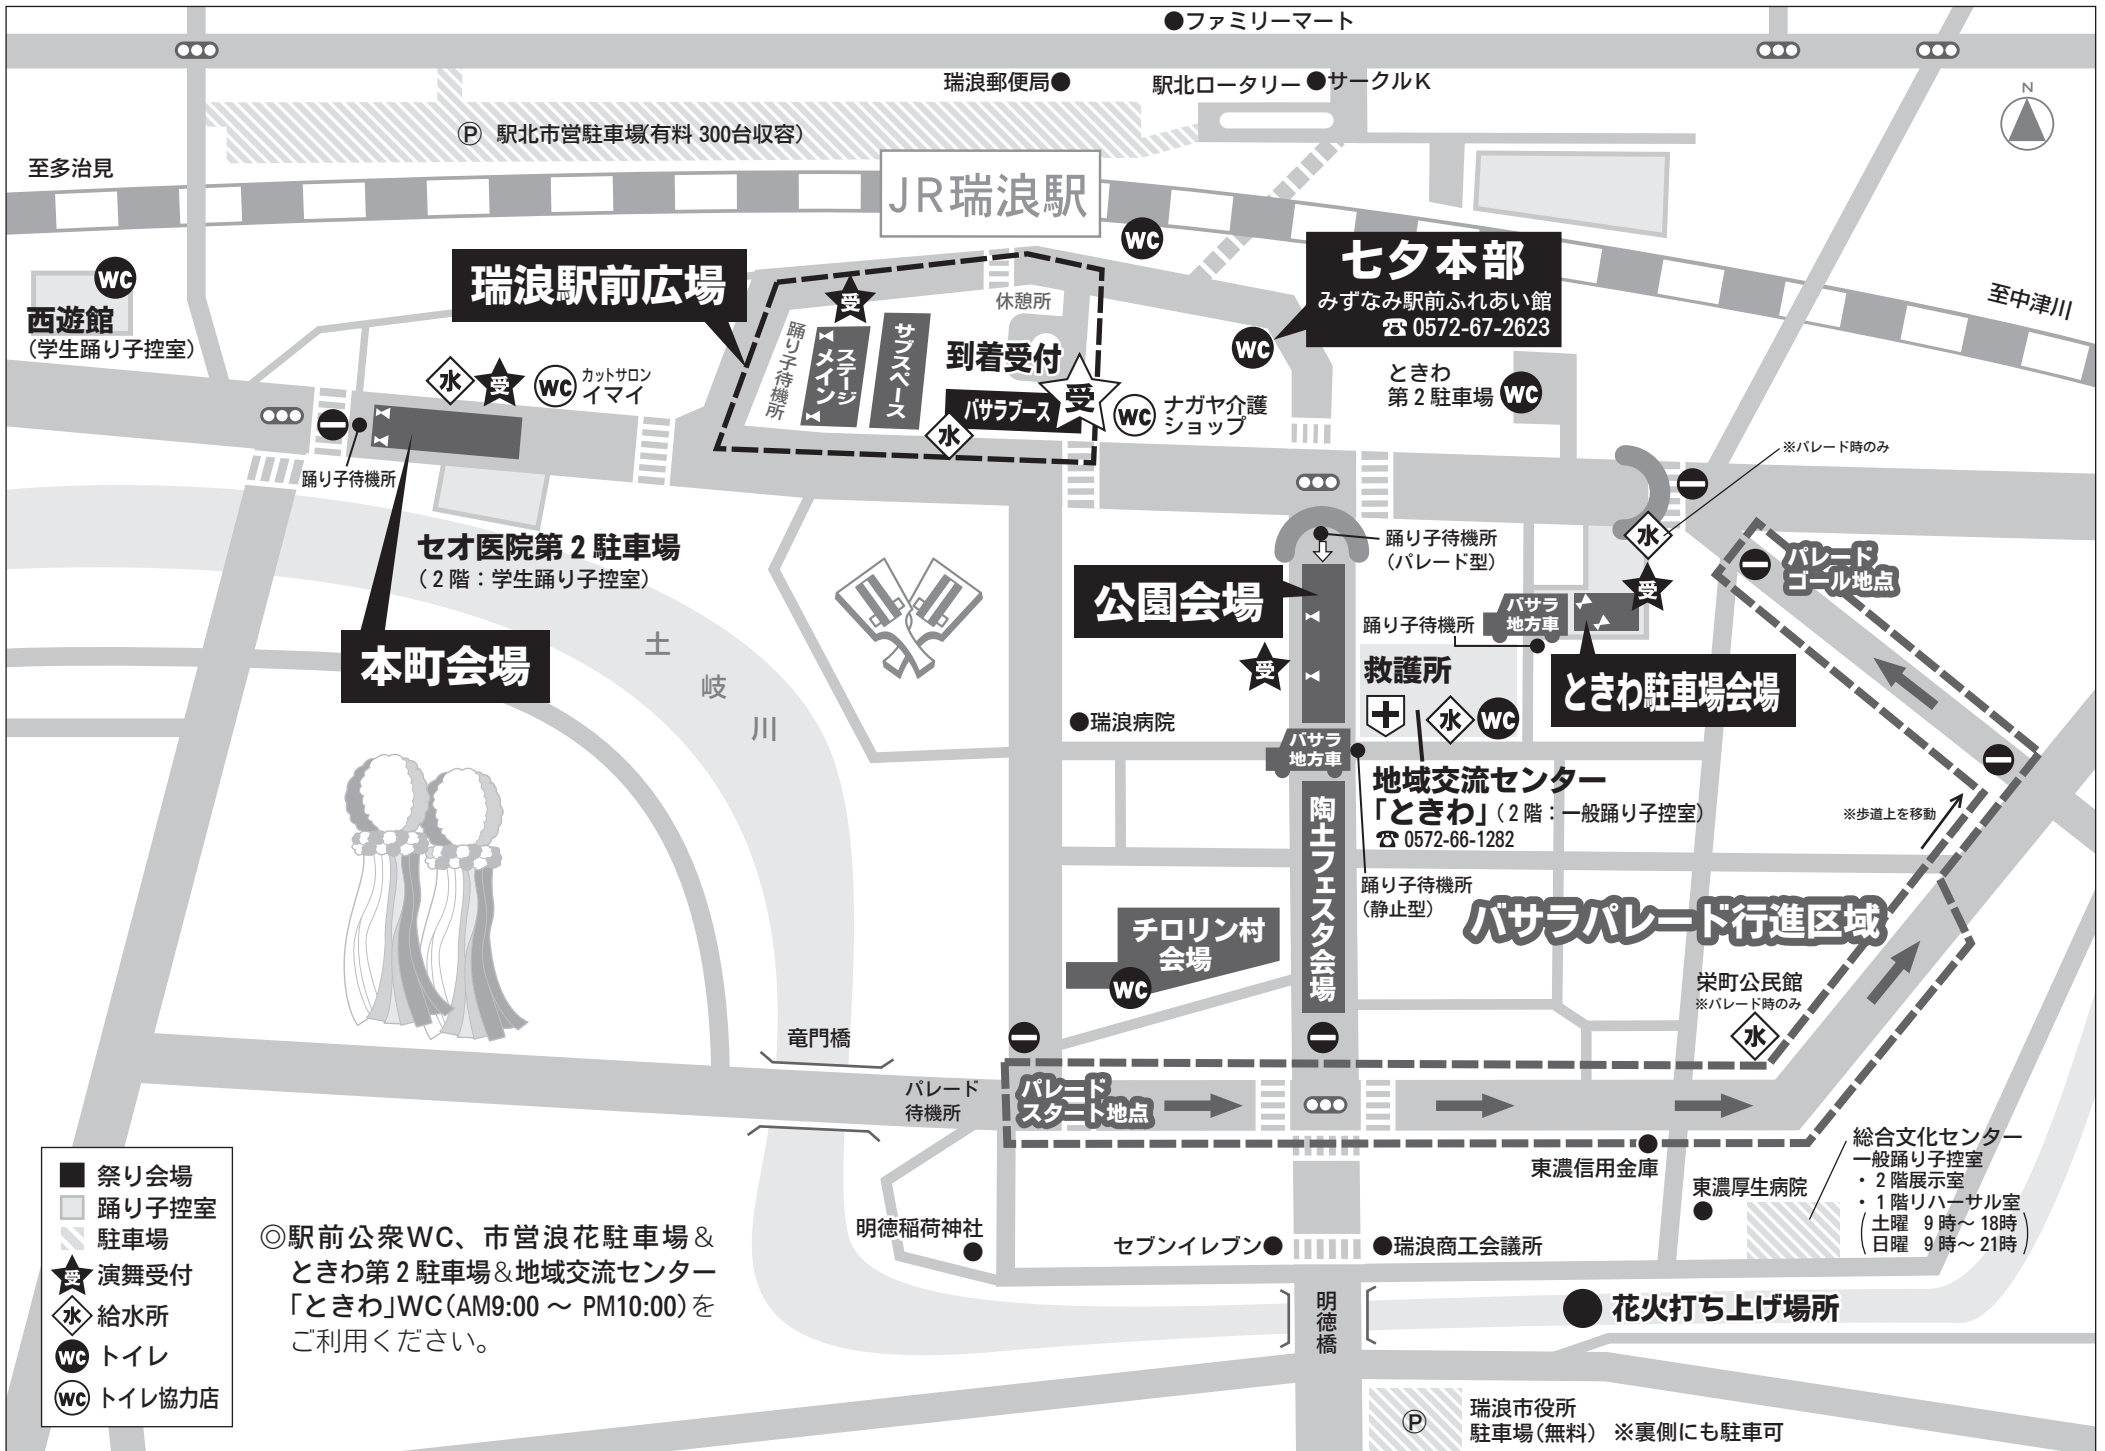 ●ファミリーマート
瑞浪郵便局●
駅北ロータリー
●サークルK
N
Ⓟ 駅北市営駐車場(有料 300台収容)
至多治見
JR瑞浪駅
WC
七夕本部
みずなみ駅前ふれあい館
☎ 0572-67-2623
至中津川
WC
西遊館
(学生踊り子控室)
瑞浪駅前広場
受
休憩所
踊り子待機所
メイン
ステージ
サブスペース
到着受付
バサラブース
受
水
WC
ナガヤ介護
ショップ
WC
ときわ
第2駐車場
WC
水
受
WC
カットサロン
イマイ
踊り子待機所
※パレード時のみ
水
セオ医院第2駐車場
(2階：学生踊り子控室)
本町会場
土
岐
川
踊り子待機所
(パレード型)
公園会場
受
バサラ
地方車
受
パレード
ゴール地点
踊り子待機所
救護所
水
WC
ときわ駐車場会場
●瑞浪病院
バサラ
地方車
地域交流センター
「ときわ」(2階：一般踊り子控室)
☎ 0572-66-1282
※歩道上を移動
陶土フェスタ会場
踊り子待機所
(静止型)
バサラパレード行進区域
チロリン村
会場
WC
栄町公民館
※パレード時のみ
水
竜門橋
パレード
待機所
パレード
スタート地点
東濃信用金庫
総合文化センター
一般踊り子控室
・2階展示室
・1階リハーサル室
(土曜 9時～18時
日曜 9時～21時)
東濃厚生病院
明徳稲荷神社
セブンイレブン●
●瑞浪商工会議所
明徳橋
●花火打ち上げ場所
Ⓟ
瑞浪市役所
駐車場(無料) ※裏側にも駐車可
祭り会場
踊り子控室
駐車場
受 演舞受付
水 給水所
WC トイレ
WC トイレ協力店
◎駅前公衆WC、市営浪花駐車場＆
ときわ第2駐車場＆地域交流センター
「ときわ」WC(AM9:00 ～ PM10:00)を
ご利用ください。